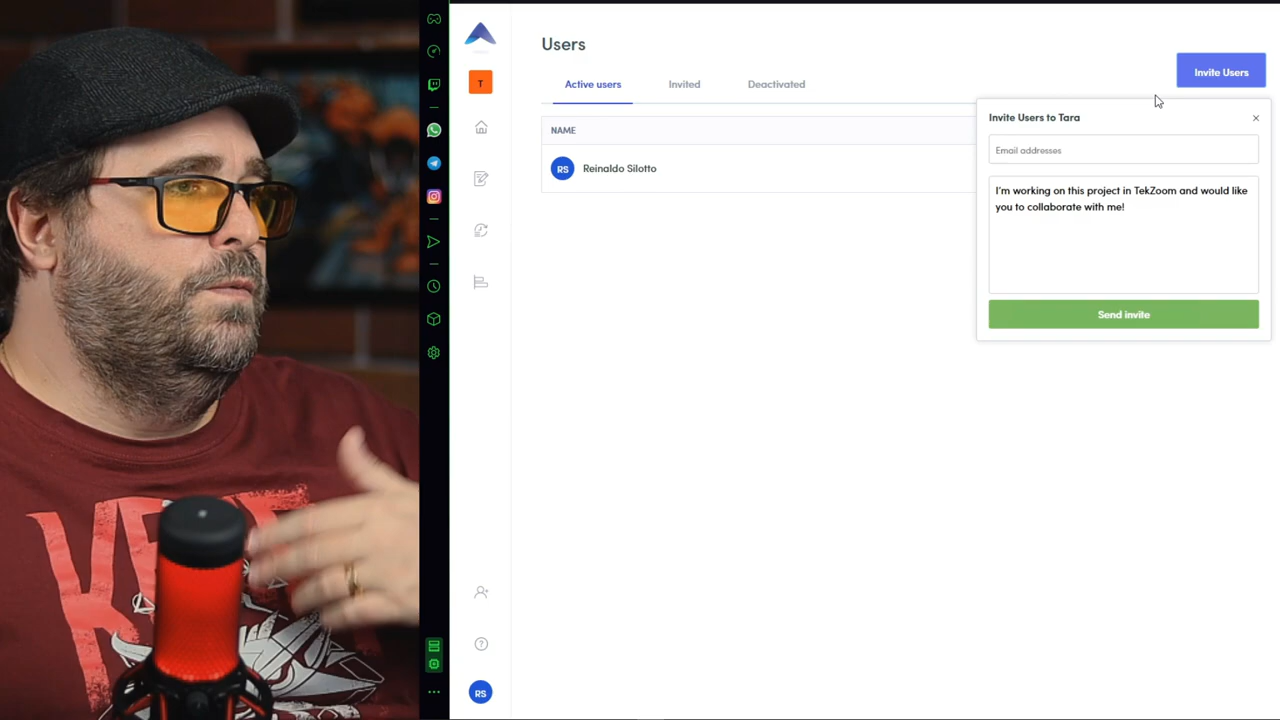 Users
Invite Users
T
Active users
Invited
Deactivated
Invite Users to Tara
NAME
Email addresses
RS
Reinaldo Silotto
I'm working on this project in TekZoom and would like
you to collaborate with me!
Send invite
RS